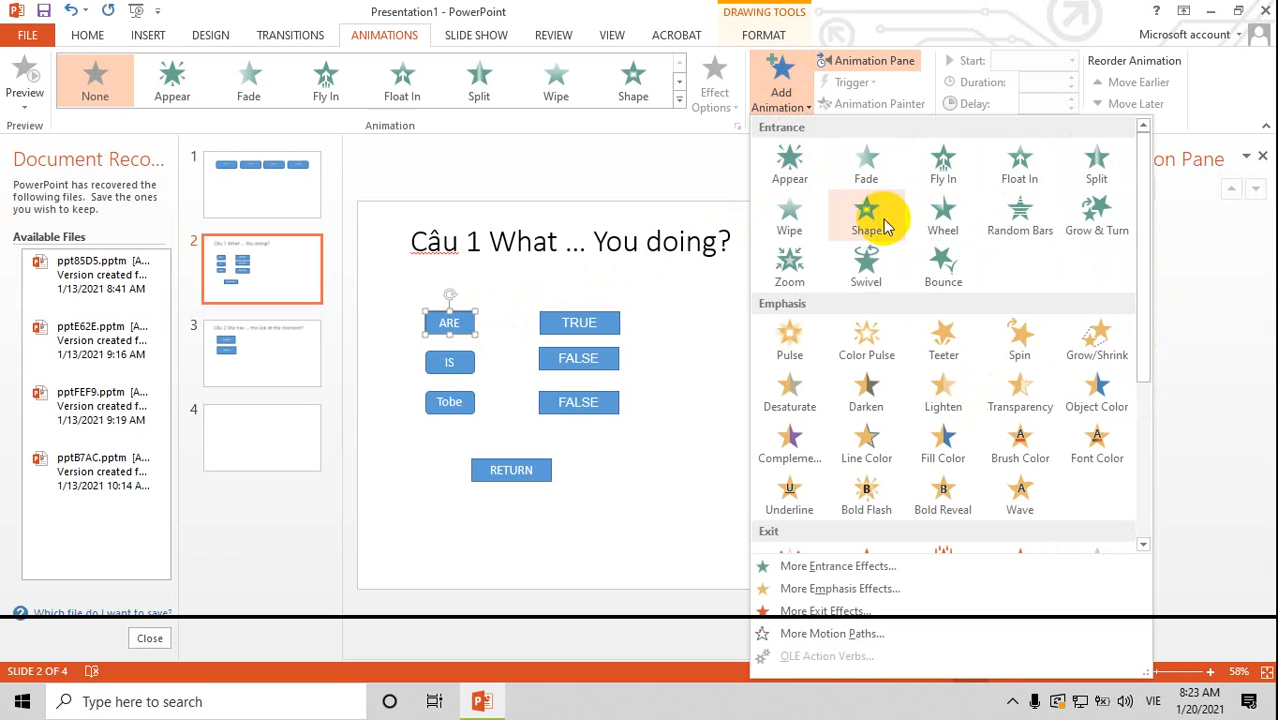 Presentation1 - PowerPoint
DRAWING TOOLS
FILE HOME INSERT DESIGN TRANSITIONS ANIMATIONS SLIDE SHOW REVIEW VIEW ACROBAT FORMAT Microsoft account
Preview
None Appear Fade Fly In Float In Split Wipe Shape
Effect
Options
Add
Animation
Animation Pane
Trigger
Animation Painter
Start:
Duration:
Delay:
Reorder Animation
Move Earlier
Move Later
Preview
Animation
Document Reco...
PowerPoint has recovered the
following files. Save the ones
you wish to keep.
Available Files
ppt85D5.pptm [A...
Version created f...
1/13/2021 8:41 AM
pptE62E.pptm [A...
Version created f...
1/13/2021 9:16 AM
pptFEF9.pptm [A...
Version created f...
1/13/2021 9:19 AM
pptB7AC.pptm [A...
Version created f...
1/13/2021 10:14 A...
Which file do I want to save?
Close
1
2
Câu 1 What ... You doing?
3
4
Câu 1 What ... You doing?
ARE TRUE
IS FALSE
Tobe FALSE
RETURN
on Pane
Entrance
Appear Fade Fly In Float In Split
Wipe Shape Wheel Random Bars Grow & Turn
Zoom Swivel Bounce
Emphasis
Pulse Color Pulse Teeter Spin Grow/Shrink
Desaturate Darken Lighten Transparency Object Color
Compleme... Line Color Fill Color Brush Color Font Color
Underline Bold Flash Bold Reveal Wave
Exit
More Entrance Effects...
More Emphasis Effects...
More Exit Effects...
More Motion Paths...
OLE Action Verbs...
SLIDE 2 OF 4
58%
Type here to search
VIE
8:23 AM
1/20/2021